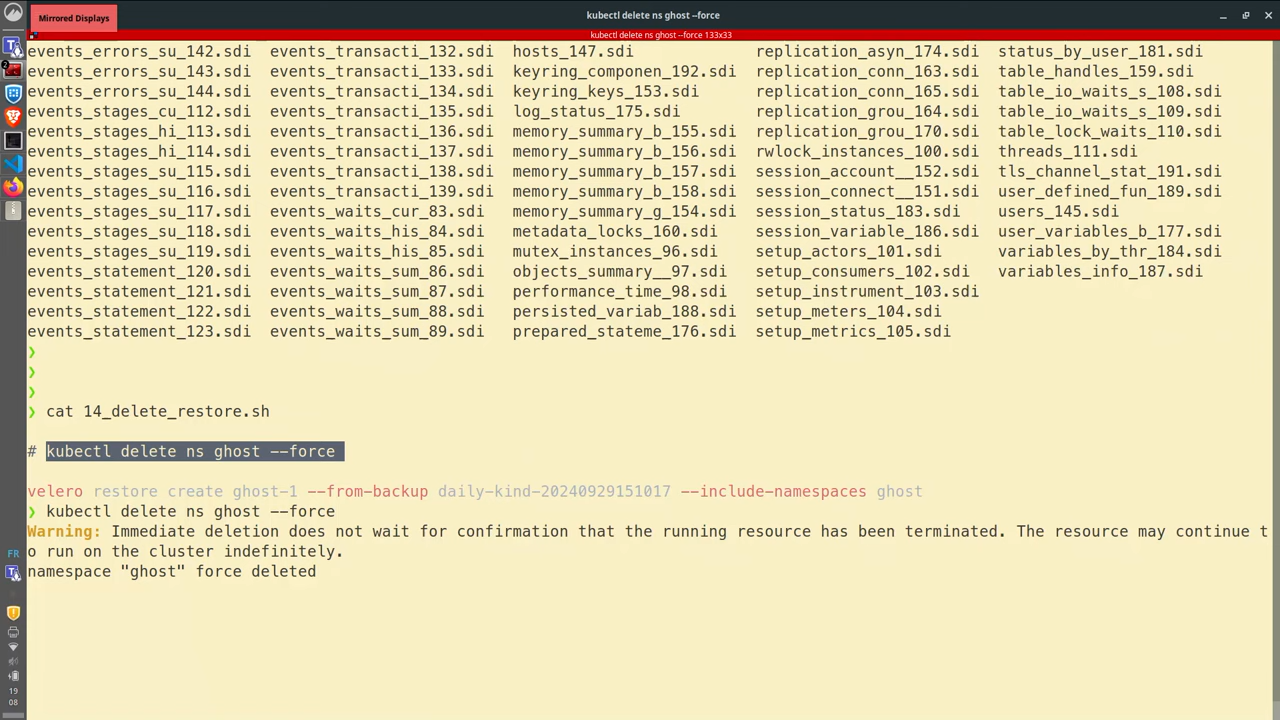 Mirrored Displays
kubectl delete ns ghost --force
kubectl delete ns ghost --force 133x33
events_errors_su_142.sdi events_transacti_132.sdi hosts_147.sdi replication_asyn_174.sdi status_by_user_181.sdi
events_errors_su_143.sdi events_transacti_133.sdi keyring_componen_192.sdi replication_conn_163.sdi table_handles_159.sdi
events_errors_su_144.sdi events_transacti_134.sdi keyring_keys_153.sdi replication_conn_165.sdi table_io_waits_s_108.sdi
events_stages_cu_112.sdi events_transacti_135.sdi log_status_175.sdi replication_grou_164.sdi table_io_waits_s_109.sdi
events_stages_hi_113.sdi events_transacti_136.sdi memory_summary_b_155.sdi replication_grou_170.sdi table_lock_waits_110.sdi
events_stages_hi_114.sdi events_transacti_137.sdi memory_summary_b_156.sdi rwlock_instances_100.sdi threads_111.sdi
events_stages_su_115.sdi events_transacti_138.sdi memory_summary_b_157.sdi session_account__152.sdi tls_channel_stat_191.sdi
events_stages_su_116.sdi events_transacti_139.sdi memory_summary_b_158.sdi session_connect__151.sdi user_defined_fun_189.sdi
events_stages_su_117.sdi events_waits_cur_83.sdi memory_summary_g_154.sdi session_status_183.sdi users_145.sdi
events_stages_su_118.sdi events_waits_his_84.sdi metadata_locks_160.sdi session_variable_186.sdi user_variables_b_177.sdi
events_stages_su_119.sdi events_waits_his_85.sdi mutex_instances_96.sdi setup_actors_101.sdi variables_by_thr_184.sdi
events_statement_120.sdi events_waits_sum_86.sdi objects_summary__97.sdi setup_consumers_102.sdi variables_info_187.sdi
events_statement_121.sdi events_waits_sum_87.sdi performance_time_98.sdi setup_instrument_103.sdi
events_statement_122.sdi events_waits_sum_88.sdi persisted_variab_188.sdi setup_meters_104.sdi
events_statement_123.sdi events_waits_sum_89.sdi prepared_stateme_176.sdi setup_metrics_105.sdi
❯
❯
❯
❯ cat 14_delete_restore.sh
# kubectl delete ns ghost --force
velero restore create ghost-1 --from-backup daily-kind-20240929151017 --include-namespaces ghost
❯ kubectl delete ns ghost --force
Warning: Immediate deletion does not wait for confirmation that the running resource has been terminated. The resource may continue t
o run on the cluster indefinitely.
namespace "ghost" force deleted
2
FR
19
08